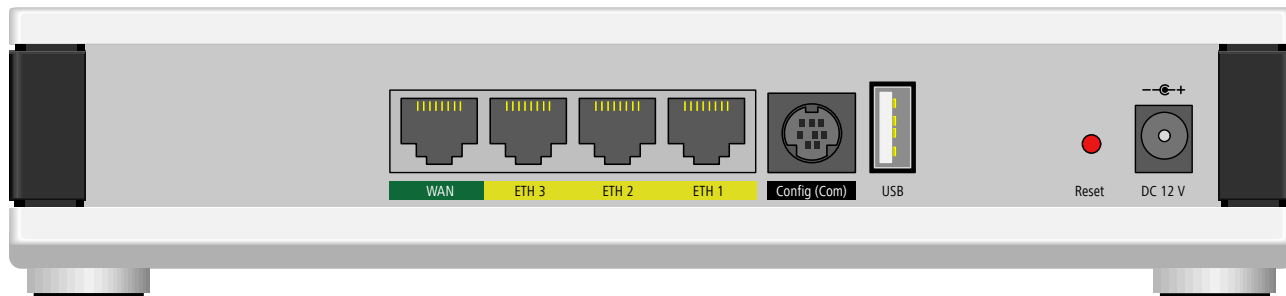 WAN
ETH 3
ETH 2
ETH 1
Config (Com)
USB
Reset
DC 12 V